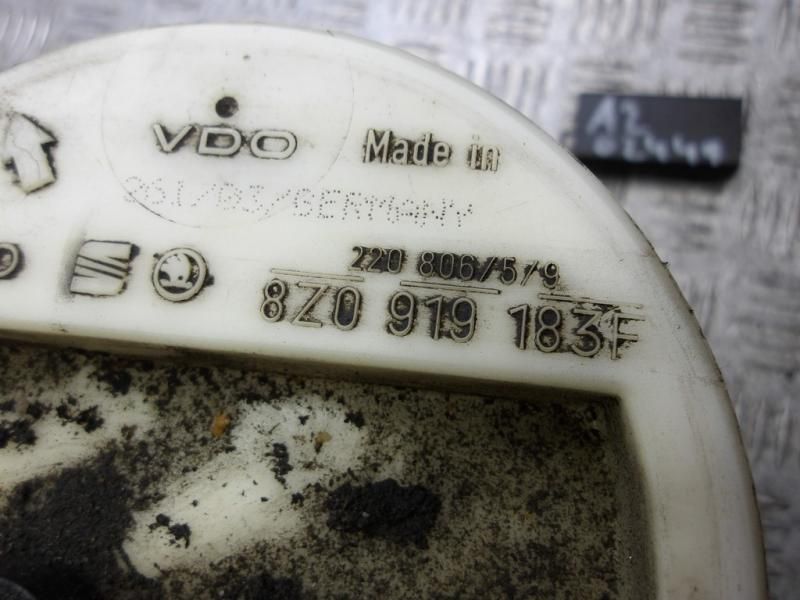 VDO
Made in
261/03/GERMANY
220 806/5/9
8Z0 919 183F